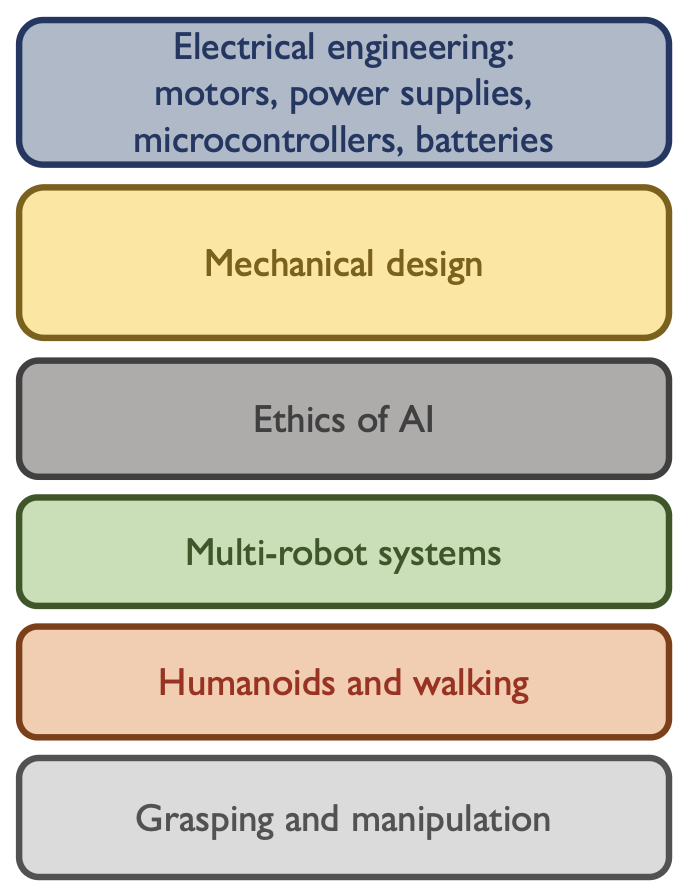 Electrical engineering:
motors, power supplies,
microcontrollers, batteries
Mechanical design
Ethics of AI
Multi-robot systems
Humanoids and walking
Grasping and manipulation